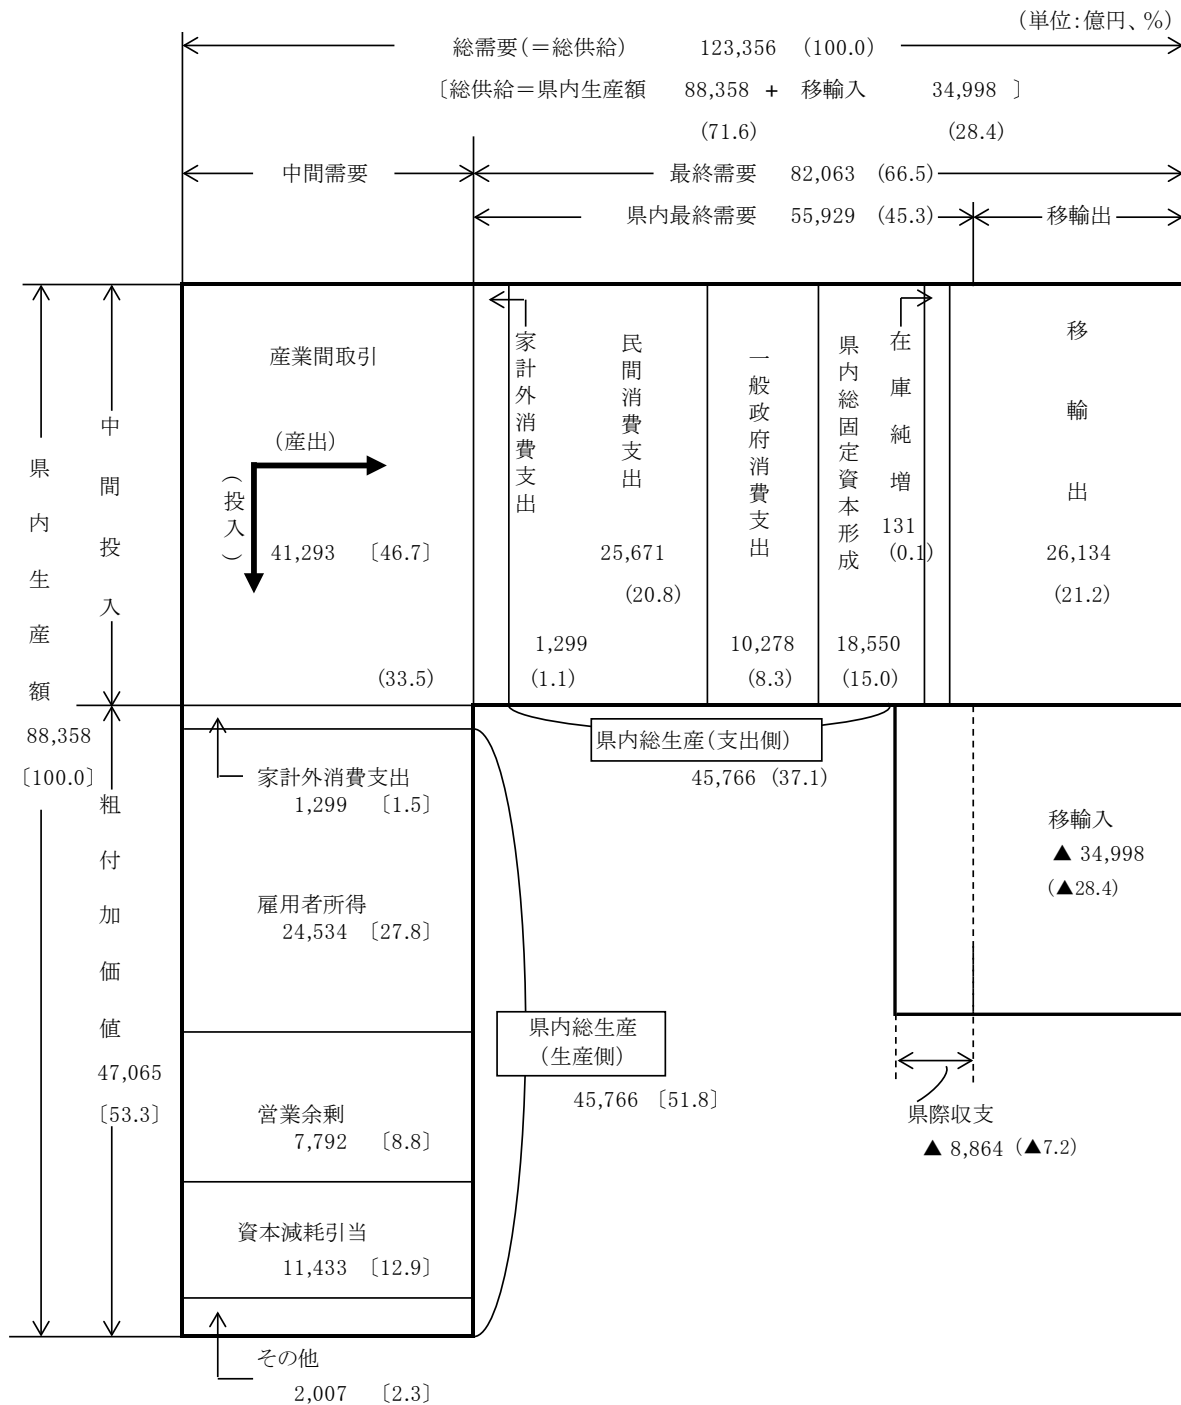 (単位:億円、%)
総需要(=総供給) 123,356 (100.0)
〔総供給=県内生産額 88,358 + 移輸入 34,998 〕
(71.6) (28.4)
中間需要
最終需要 82,063 (66.5)
県内最終需要 55,929 (45.3)
移輸出
県内生産額
88,358
〔100.0〕
中間投入
産業間取引
(産出)
(投入)
41,293 〔46.7〕
(33.5)
家計外消費支出
1,299
(1.1)
民間消費支出
25,671
(20.8)
一般政府消費支出
10,278
(8.3)
県内総固定資本形成
18,550
(15.0)
在庫純増
131
(0.1)
移輸出
26,134
(21.2)
県内総生産(支出側)
45,766 (37.1)
粗付加価値
47,065
〔53.3〕
家計外消費支出
1,299 〔1.5〕
雇用者所得
24,534 〔27.8〕
営業余剰
7,792 〔8.8〕
資本減耗引当
11,433 〔12.9〕
その他
2,007 〔2.3〕
県内総生産
(生産側)
45,766 〔51.8〕
移輸入
▲ 34,998
(▲28.4)
県際収支
▲ 8,864 (▲7.2)